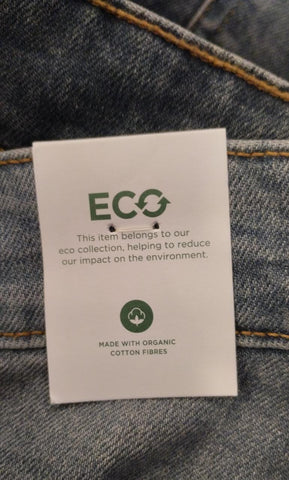 ECO
This item belongs to our
eco collection, helping to reduce
our impact on the environment.
MADE WITH ORGANIC
COTTON FIBRES